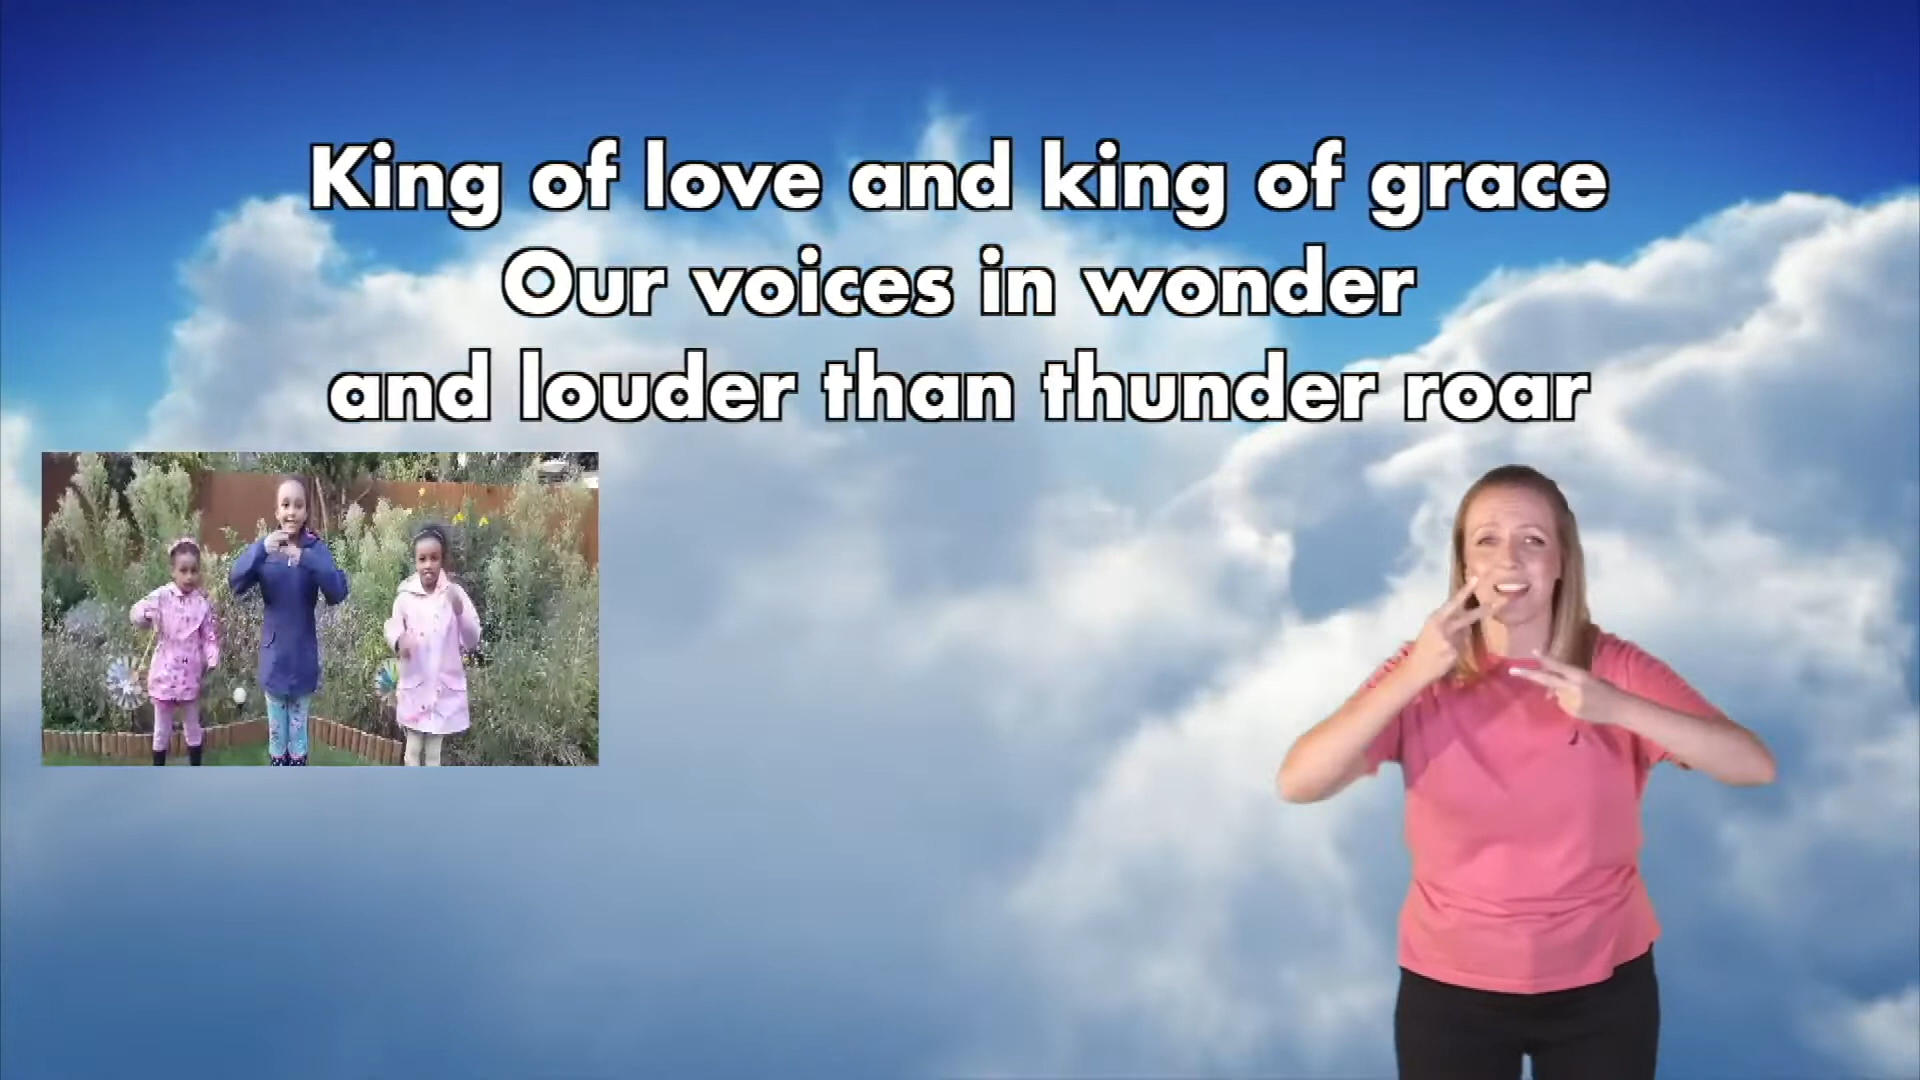 King of love and king of grace
Our voices in wonder
and louder than thunder roar